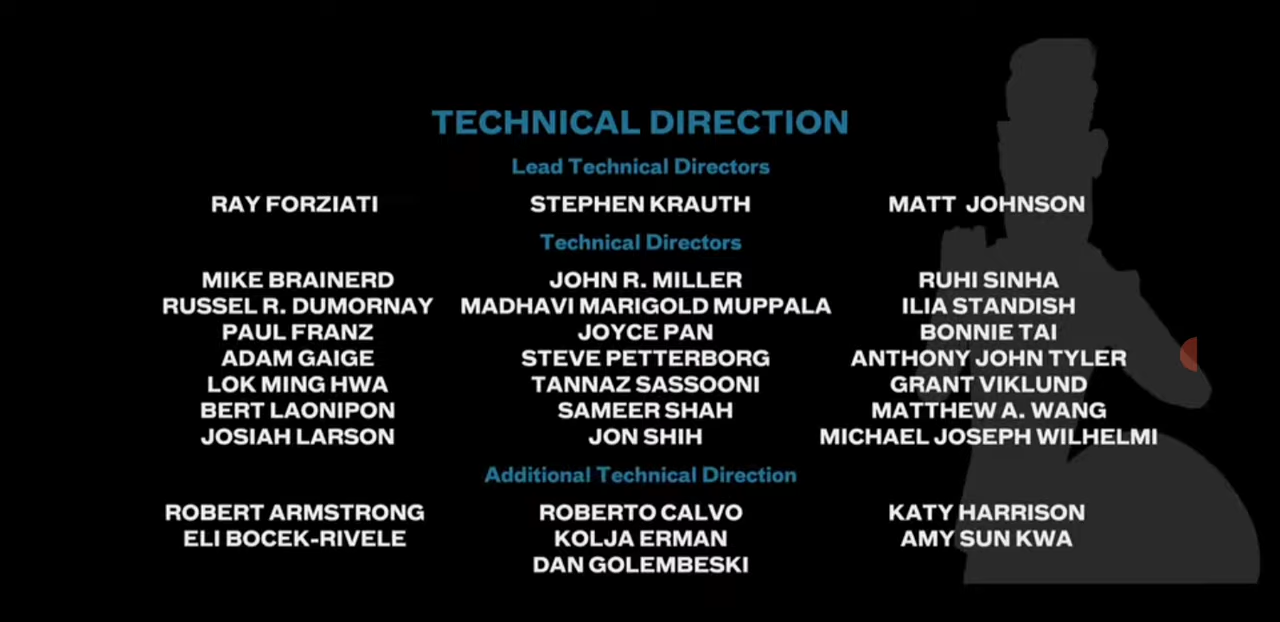 TECHNICAL DIRECTION
Lead Technical Directors
RAY FORZIATI STEPHEN KRAUTH MATT JOHNSON
Technical Directors
MIKE BRAINERD JOHN R. MILLER RUHI SINHA
RUSSEL R. DUMORNAY MADHAVI MARIGOLD MUPPALA ILIA STANDISH
PAUL FRANZ JOYCE PAN BONNIE TAI
ADAM GAIGE STEVE PETTERBORG ANTHONY JOHN TYLER
LOK MING HWA TANNAZ SASSOONI GRANT VIKLUND
BERT LAONIPON SAMEER SHAH MATTHEW A. WANG
JOSIAH LARSON JON SHIH MICHAEL JOSEPH WILHELMI
Additional Technical Direction
ROBERT ARMSTRONG ROBERTO CALVO KATY HARRISON
ELI BOCEK-RIVELE KOLJA ERMAN AMY SUN KWA
DAN GOLEMBESKI